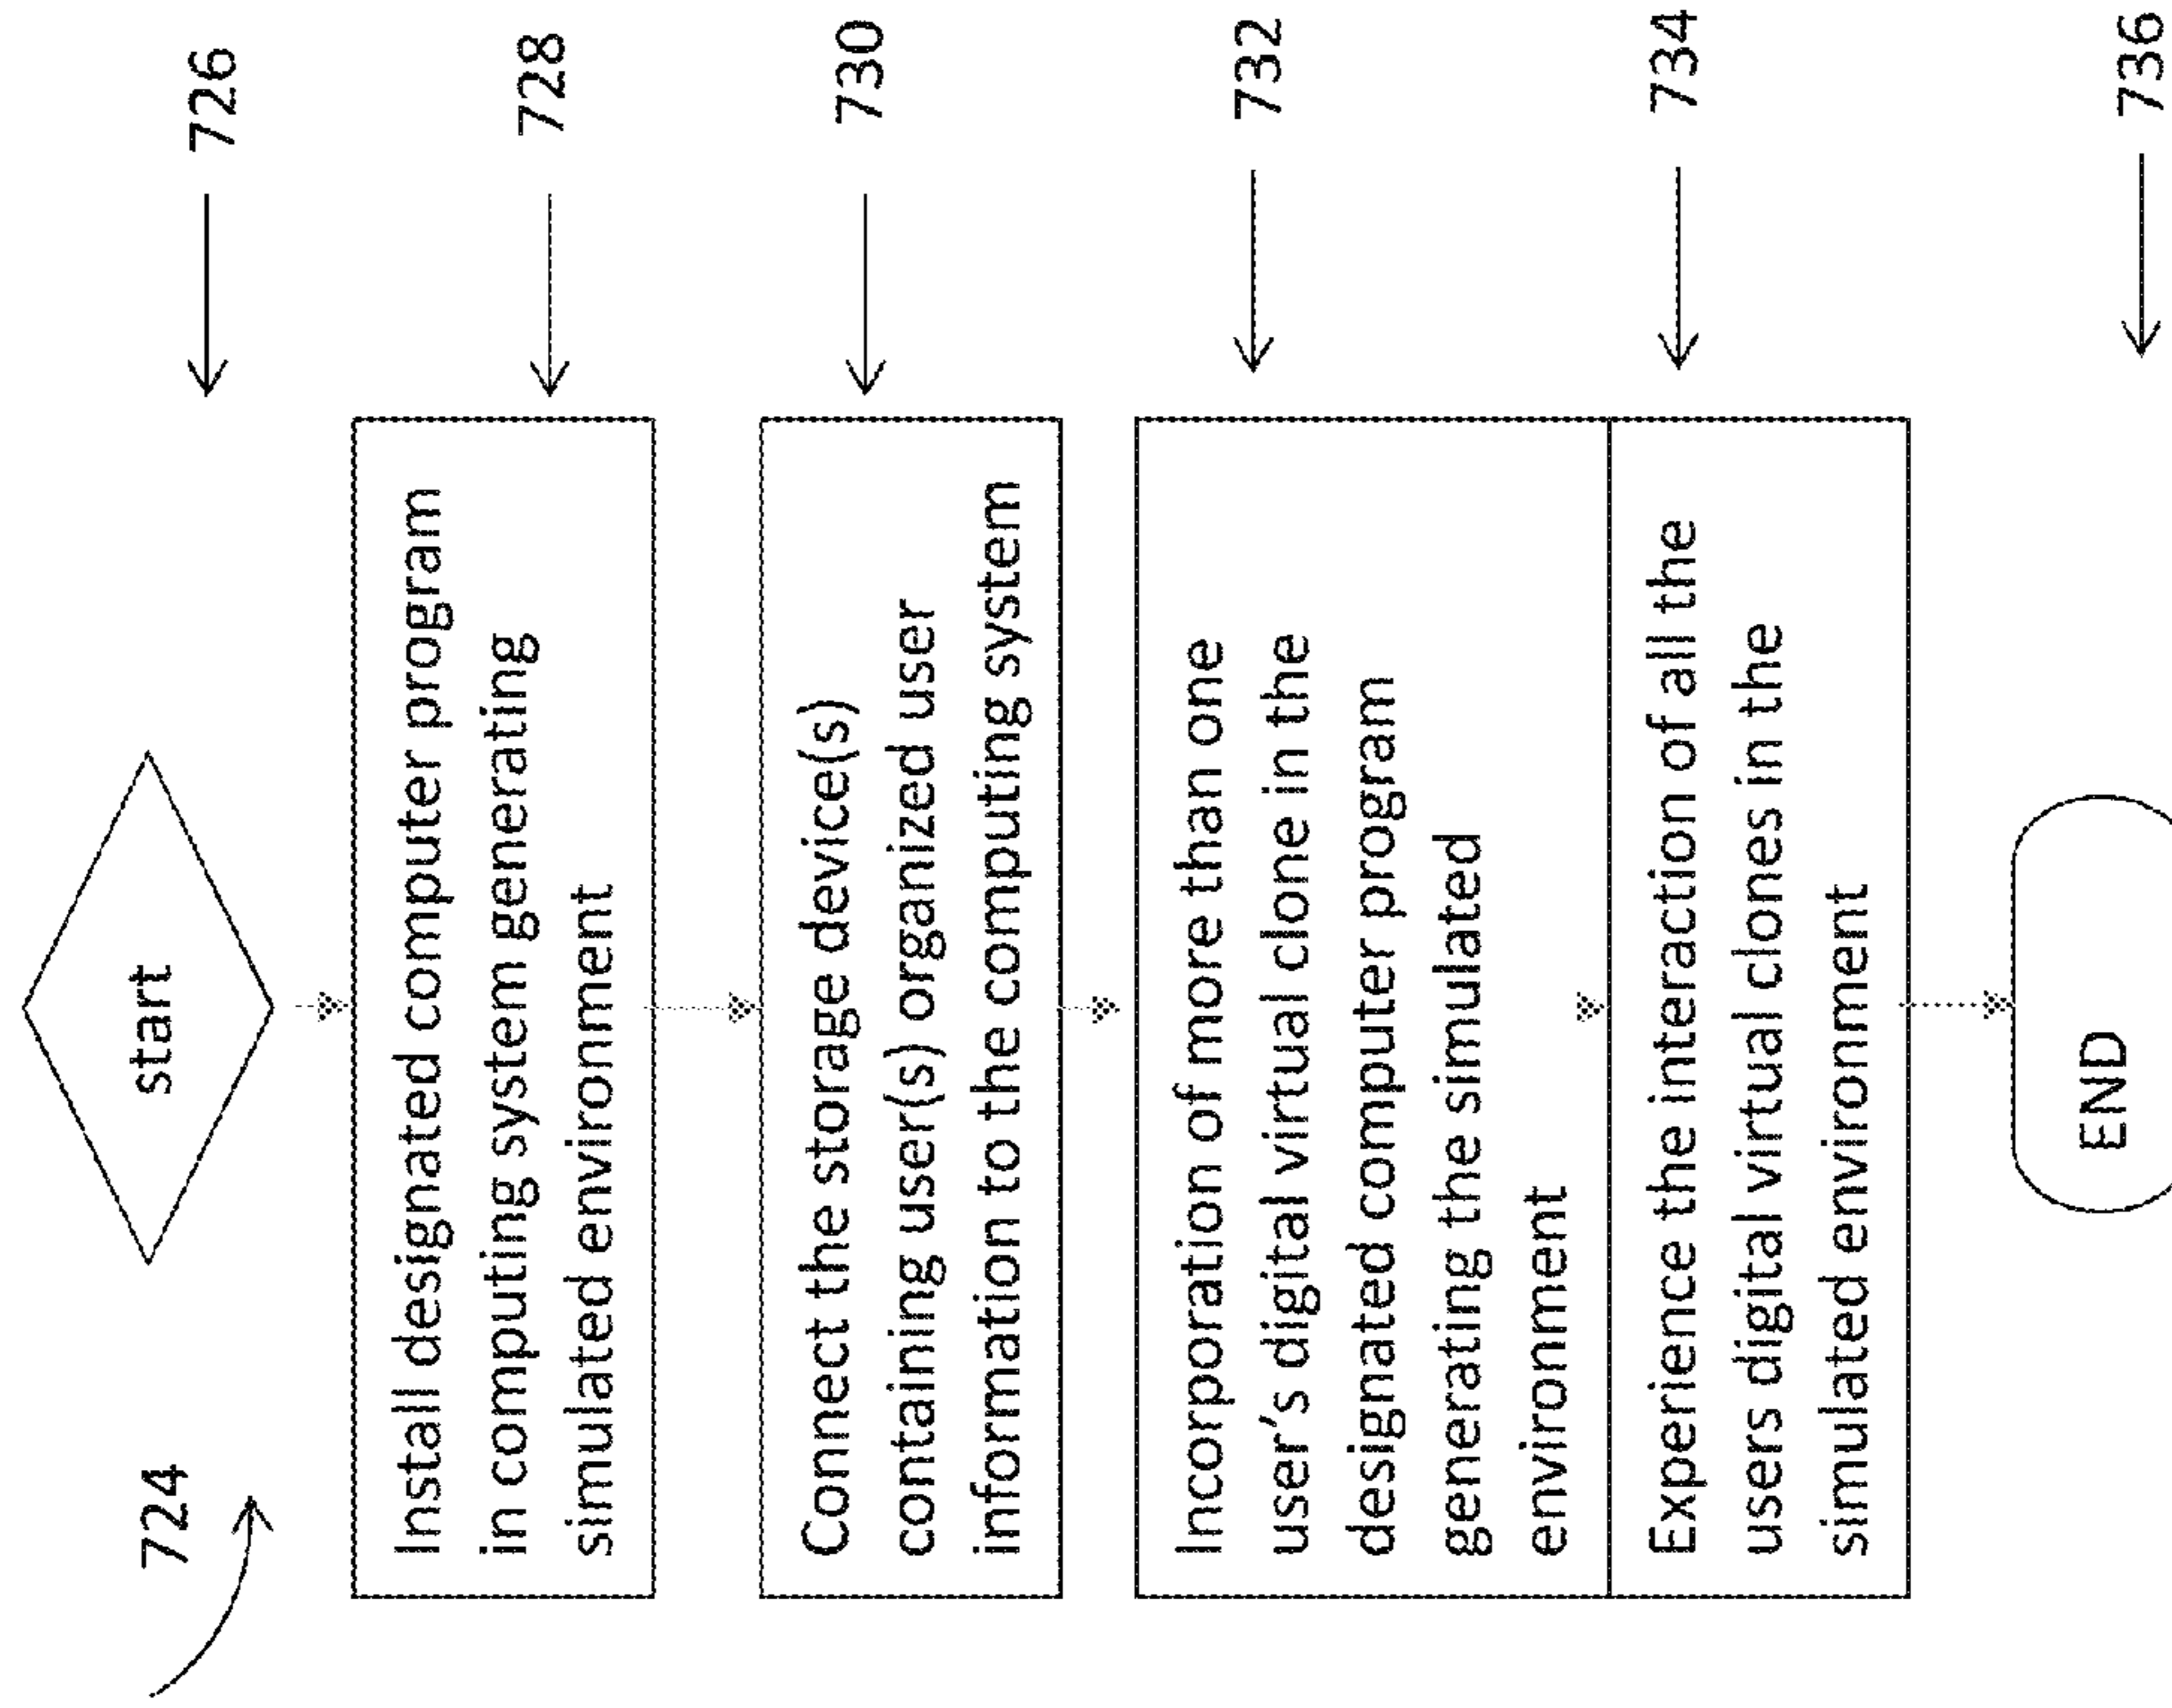 724
start
726
Install designated computer program
in computing system generating
simulated environment
728
Connect the storage device(s)
containing user(s) organized user
information to the computing system
730
Incorporation of more than one
user's digital virtual clone in the
designated computer program
generating the simulated
environment
732
Experience the interaction of all the
users digital virtual clones in the
simulated environment
734
END
736